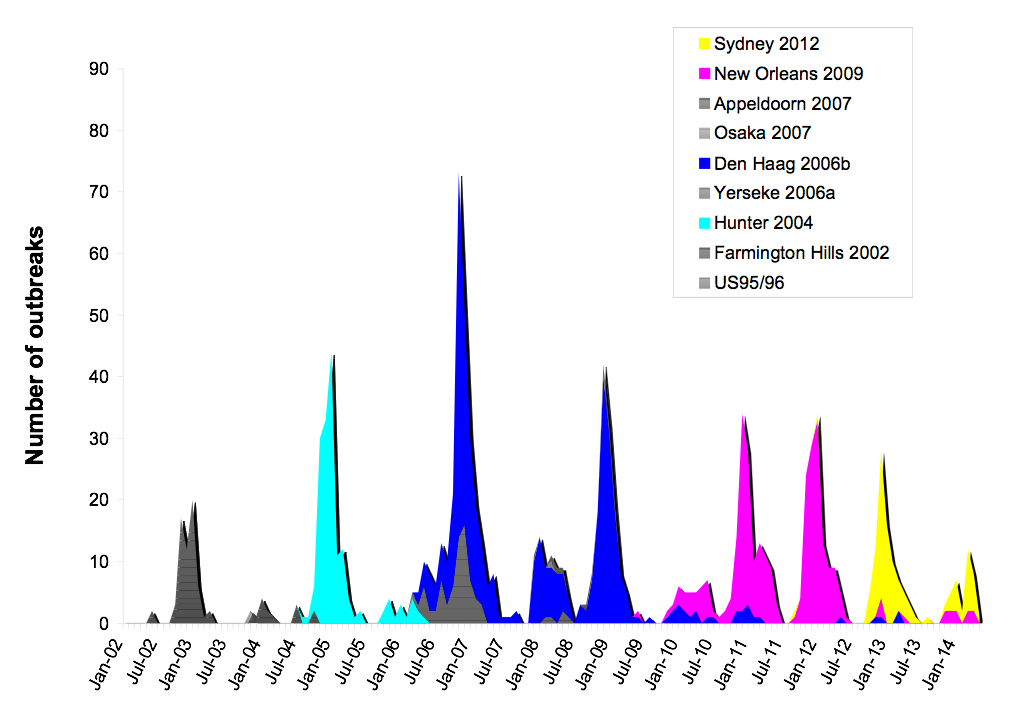 Sydney 2012
New Orleans 2009
Appeldoorn 2007
Osaka 2007
Den Haag 2006b
Yerseke 2006a
Hunter 2004
Farmington Hills 2002
US95/96
Number of outbreaks
90
80
70
60
50
40
30
20
10
0
Jan-02
Jul-02
Jan-03
Jul-03
Jan-04
Jul-04
Jan-05
Jul-05
Jan-06
Jul-06
Jan-07
Jul-07
Jan-08
Jul-08
Jan-09
Jul-09
Jan-10
Jul-10
Jan-11
Jul-11
Jan-12
Jul-12
Jan-13
Jul-13
Jan-14